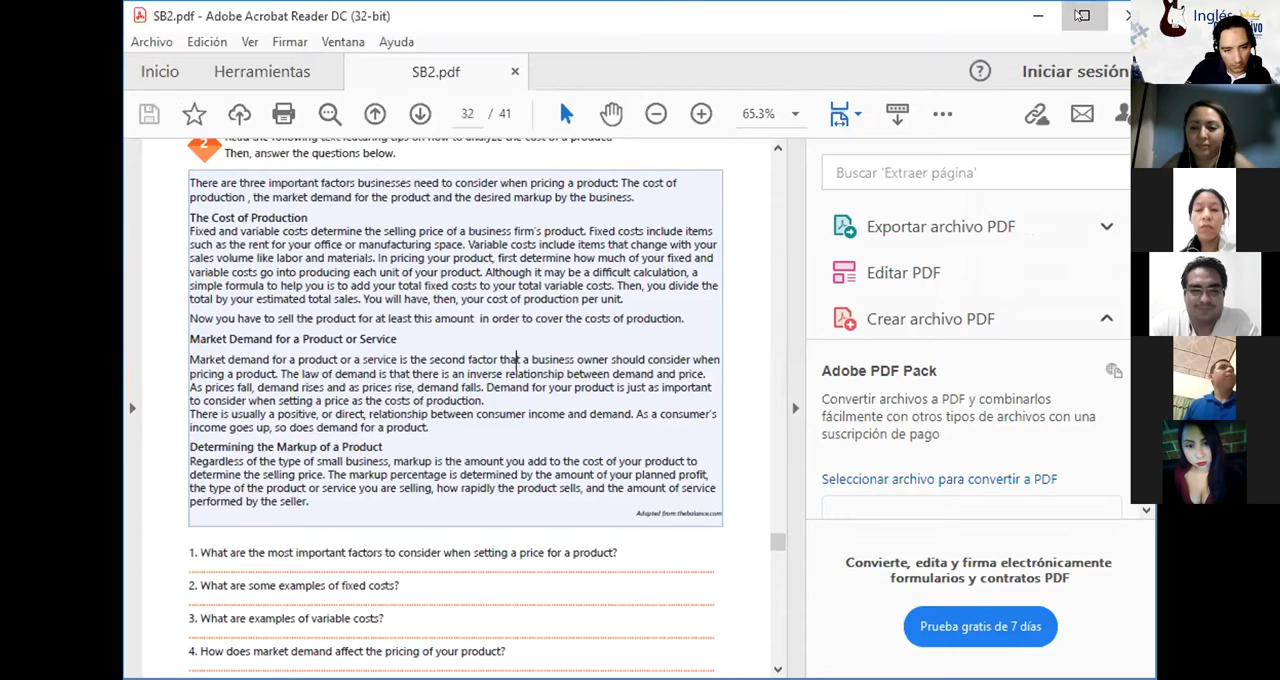 SB2.pdf - Adobe Acrobat Reader DC (32-bit)
Archivo Edición Ver Firmar Ventana Ayuda
Inicio Herramientas SB2.pdf Iniciar sesión
32 / 41 65.3%
Read the following text featuring tips on how to analyze the cost of a product.
2
Then, answer the questions below.
There are three important factors businesses need to consider when pricing a product: The cost of
production , the market demand for the product and the desired markup by the business.
The Cost of Production
Fixed and variable costs determine the selling price of a business firm's product. Fixed costs include items
such as the rent for your office or manufacturing space. Variable costs include items that change with your
sales volume like labor and materials. In pricing your product, first determine how much of your fixed and
variable costs go into producing each unit of your product. Although it may be a difficult calculation, a
simple formula to help you is to add your total fixed costs to your total variable costs. Then, you divide the
total by your estimated total sales. You will have, then, your cost of production per unit.
Now you have to sell the product for at least this amount in order to cover the costs of production.
Market Demand for a Product or Service
Market demand for a product or a service is the second factor that a business owner should consider when
pricing a product. The law of demand is that there is an inverse relationship between demand and price.
As prices fall, demand rises and as prices rise, demand falls. Demand for your product is just as important
to consider when setting a price as the costs of production.
There is usually a positive, or direct, relationship between consumer income and demand. As a consumer's
income goes up, so does demand for a product.
Determining the Markup of a Product
Regardless of the type of small business, markup is the amount you add to the cost of your product to
determine the selling price. The markup percentage is determined by the amount of your planned profit,
the type of the product or service you are selling, how rapidly the product sells, and the amount of service
performed by the seller.
Adapted from thebalance.com
1. What are the most important factors to consider when setting a price for a product?
2. What are some examples of fixed costs?
3. What are examples of variable costs?
4. How does market demand affect the pricing of your product?
Buscar 'Extraer página'
Exportar archivo PDF
Editar PDF
Crear archivo PDF
Adobe PDF Pack
Convertir archivos a PDF y combinarlos
fácilmente con otros tipos de archivos con una
suscripción de pago
Seleccionar archivo para convertir a PDF
Convierte, edita y firma electrónicamente
formularios y contratos PDF
Prueba gratis de 7 días
Inglés